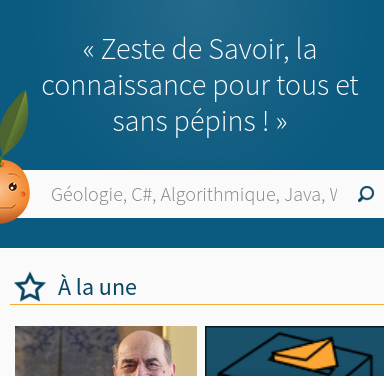 « Zeste de Savoir, la
connaissance pour tous et
sans pépins ! »
Géologie, C#, Algorithmique, Java,
À la une